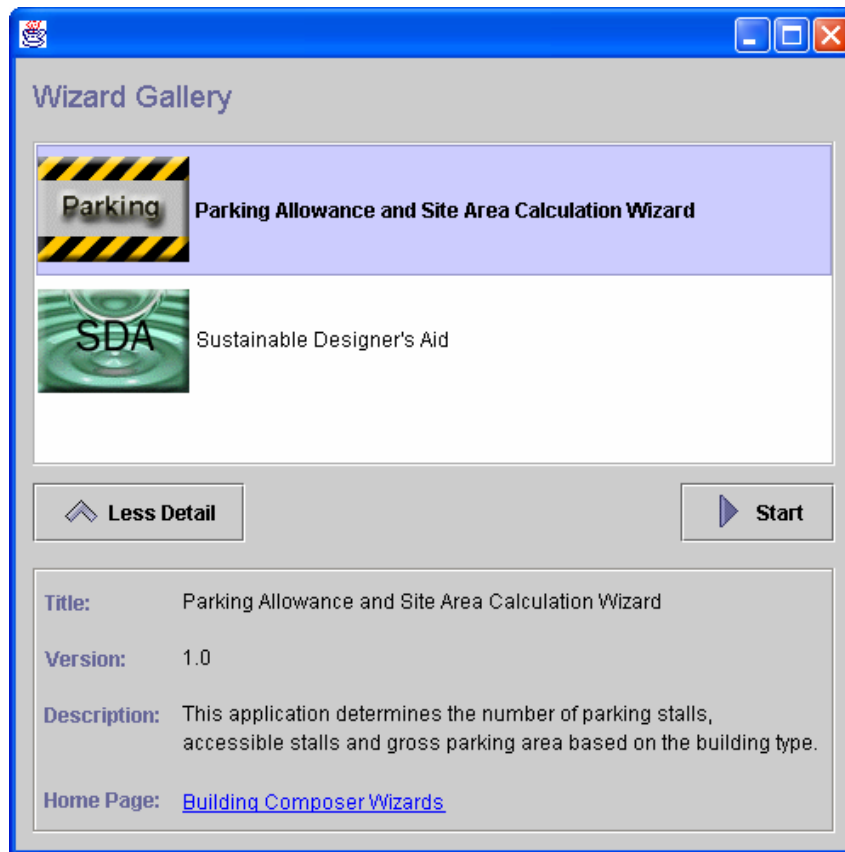 Wizard Gallery
Parking
Parking Allowance and Site Area Calculation Wizard
SDA
Sustainable Designer's Aid
Less Detail
Start
Title: Parking Allowance and Site Area Calculation Wizard
Version: 1.0
Description: This application determines the number of parking stalls,
accessible stalls and gross parking area based on the building type.
Home Page: Building Composer Wizards